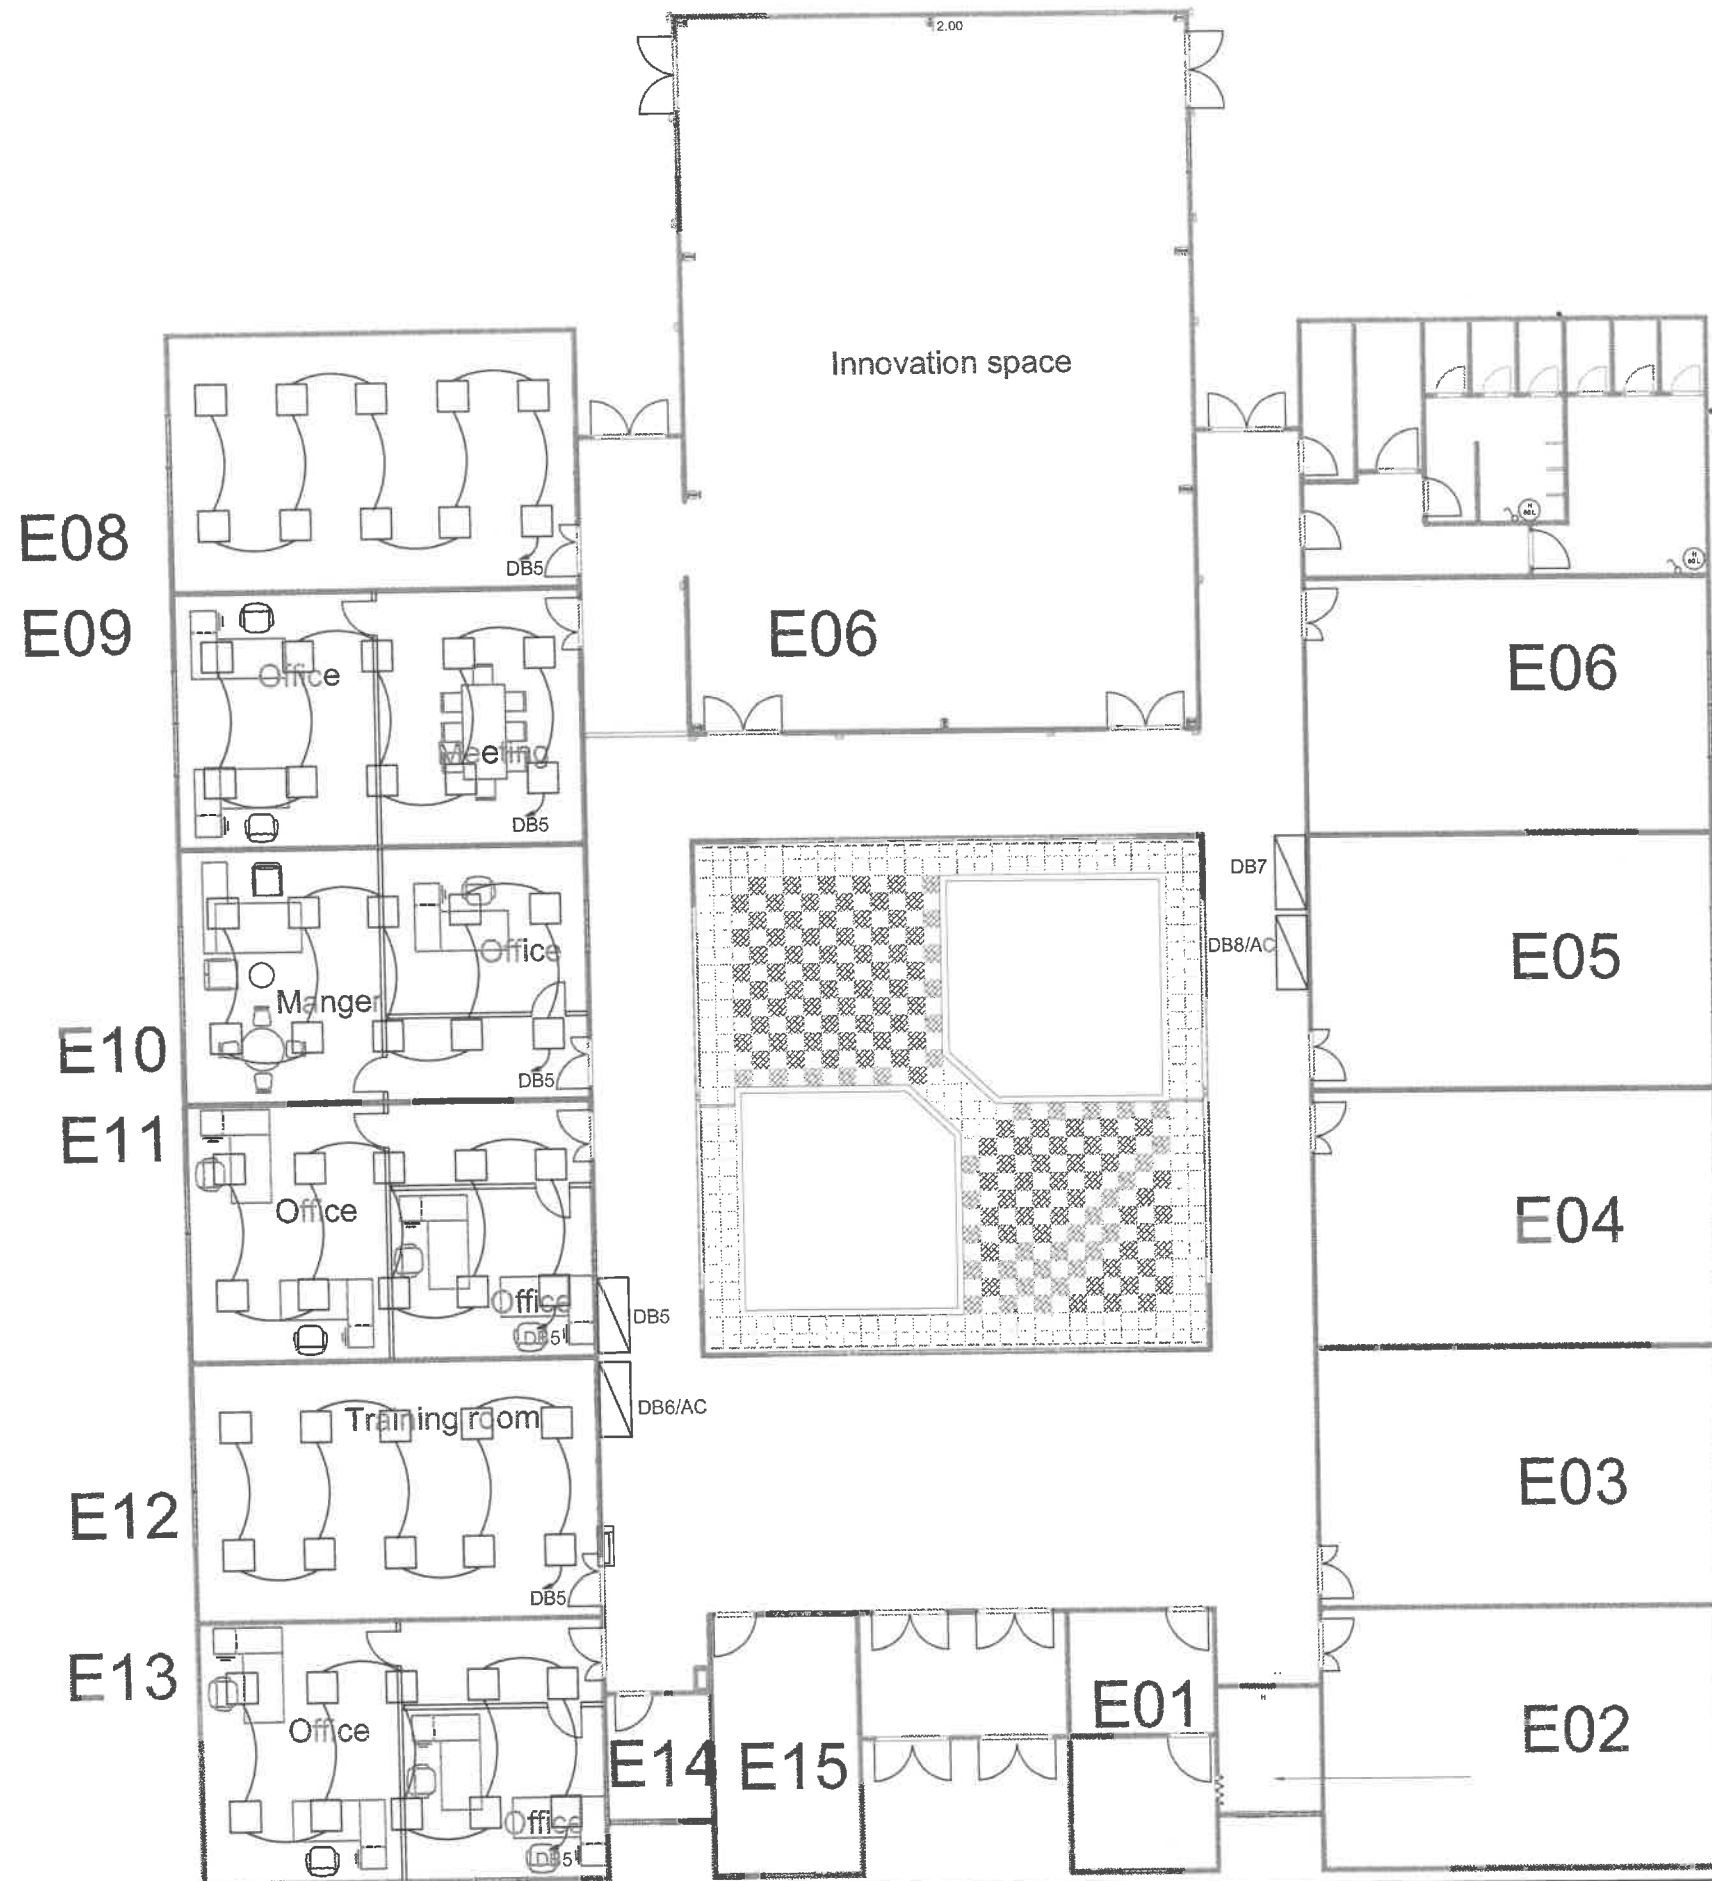 2.00
Innovation space
E08
DB5
H
80 L
H
80 L
E09
Office
E06
E06
Meeting
DB5
DB7
Office
DB8/AC
E05
Manger
E10
DB5
E11
Office
E04
Office
DB5
DB5
Training room
DB6/AC
E12
E03
DB5
E13
Office
E01
H
E02
E14
E15
Office
DB5